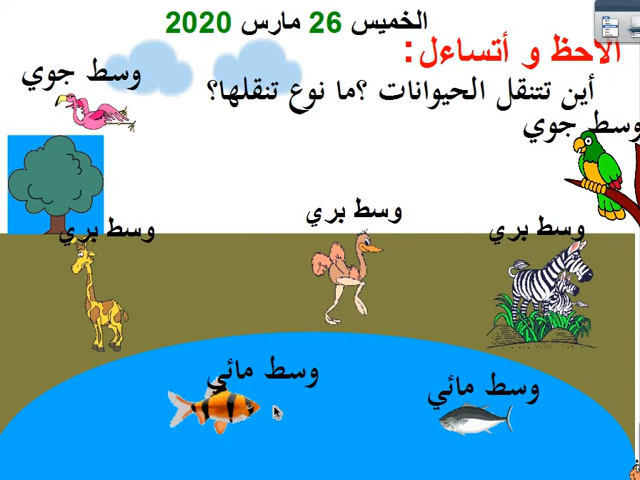 الخميس 26 مارس 2020
ألاحظ و أتساءل:
أين تتنقل الحيوانات ؟ما نوع تنقلها؟
وسط جوي
وسط جوي
وسط بري
وسط بري
وسط بري
وسط مائي
وسط مائي